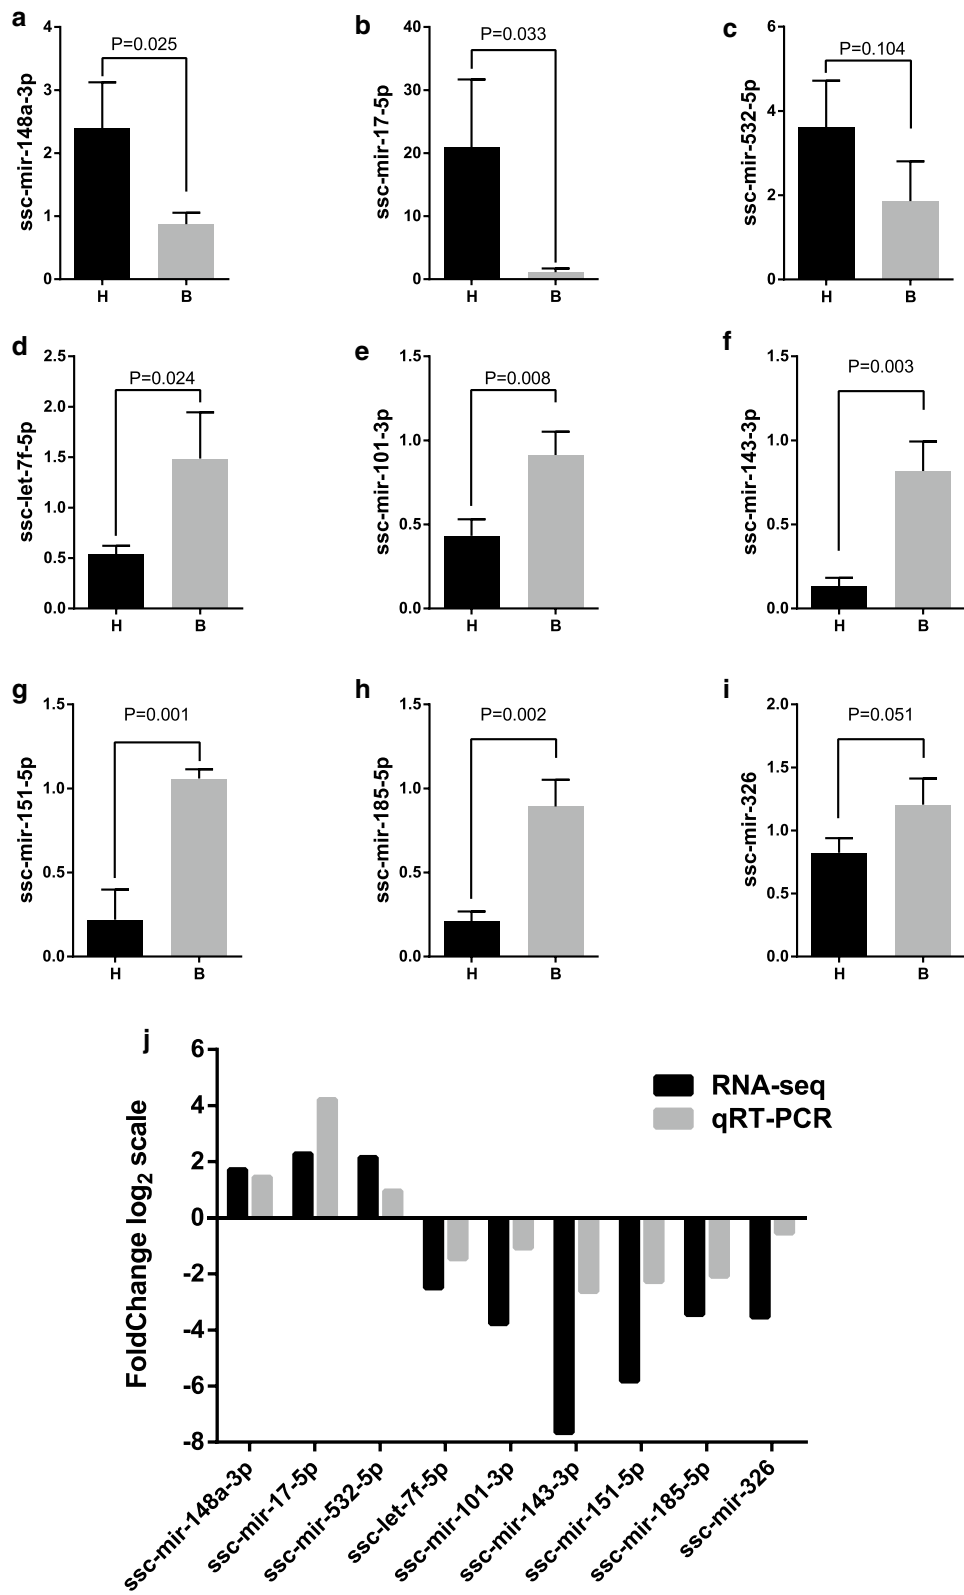 a
ssc-mir-148a-3p
4
3
2
1
0
P=0.025
H
B
b
ssc-mir-17-5p
40
30
20
10
0
P=0.033
H
B
c
ssc-mir-532-5p
6
4
2
0
P=0.104
H
B
d
ssc-let-7f-5p
2.5
2.0
1.5
1.0
0.5
0.0
P=0.024
H
B
e
ssc-mir-101-3p
1.5
1.0
0.5
0.0
P=0.008
H
B
f
ssc-mir-143-3p
1.5
1.0
0.5
0.0
P=0.003
H
B
g
ssc-mir-151-5p
1.5
1.0
0.5
0.0
P=0.001
H
B
h
ssc-mir-185-5p
1.5
1.0
0.5
0.0
P=0.002
H
B
i
ssc-mir-326
2.0
1.5
1.0
0.5
0.0
P=0.051
H
B
j
FoldChange log₂ scale
6
4
2
0
-2
-4
-6
-8
RNA-seq
qRT-PCR
ssc-mir-148a-3p
ssc-mir-17-5p
ssc-mir-532-5p
ssc-let-7f-5p
ssc-mir-101-3p
ssc-mir-143-3p
ssc-mir-151-5p
ssc-mir-185-5p
ssc-mir-326